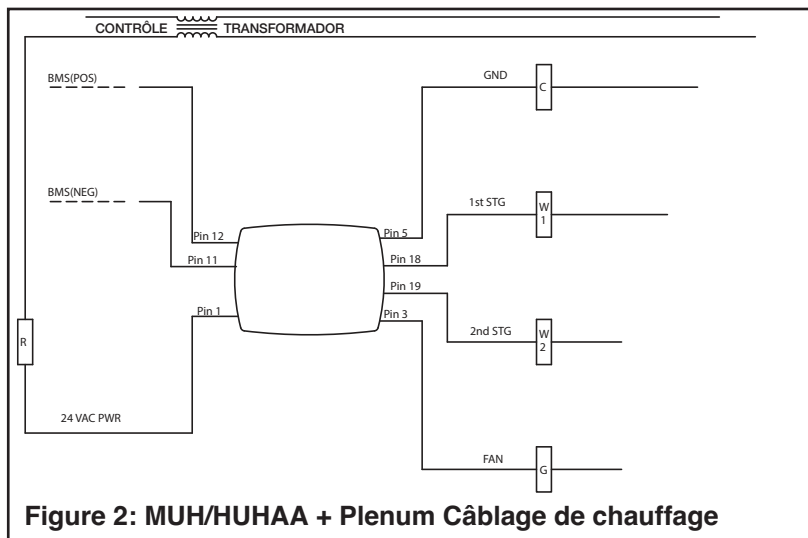 CONTRÔLE TRANSFORMADOR
BMS(POS)
GND
C
BMS(NEG)
1st STG
W
1
Pin 12
Pin 5
Pin 11
Pin 18
Pin 19
Pin 1
Pin 3
R
2nd STG
W
2
24 VAC PWR
FAN
G
Figure 2: MUH/HUHAA + Plenum Câblage de chauffage